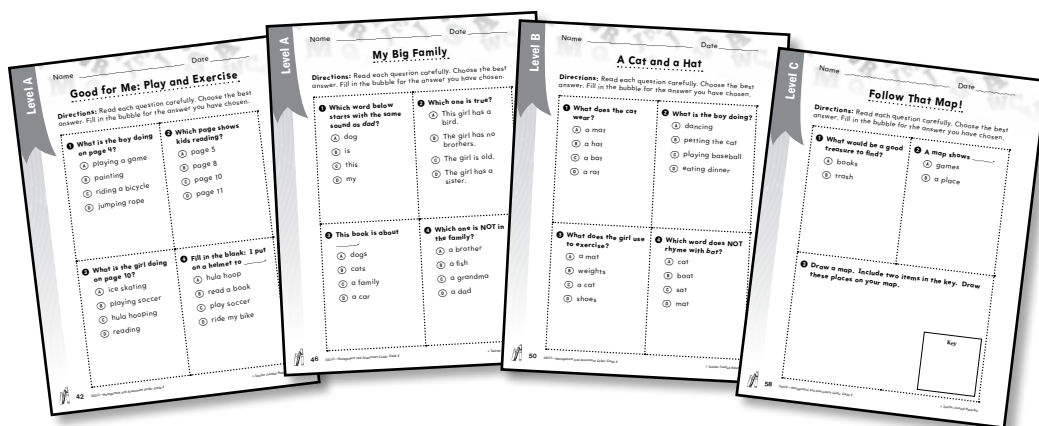 Level A
Name Date
Good for Me: Play and Exercise
Directions: Read each question carefully. Choose the best
answer. Fill in the bubble for the answer you have chosen.
1 What is the boy doing
on page 4?
A playing a game
B painting
C riding a bicycle
D jumping rope
2 Which page shows
kids reading?
A page 5
B page 8
C page 10
D page 11
3 What is the girl doing
on page 10?
A ice skating
B playing soccer
C hula hooping
D reading
4 Fill in the blank: I put
on a helmet to _____.
A hula hoop
B read a book
C play soccer
D ride my bike
42
Level A
Name Date
My Big Family
Directions: Read each question carefully. Choose the best
answer. Fill in the bubble for the answer you have chosen.
1 Which word below
starts with the same
sound as dad?
A dog
B is
C this
D my
2 Which one is true?
A This girl has a
bird.
B The girl has no
brothers.
C The girl is old.
D The girl has a
sister.
3 This book is about
_____.
A dogs
B cats
C a family
D a car
4 Which one is NOT in
the family?
A a brother
B a fish
C a grandma
D a dad
46
Level B
Name Date
A Cat and a Hat
Directions: Read each question carefully. Choose the best
answer. Fill in the bubble for the answer you have chosen.
1 What does the cat
wear?
A a mat
B a hat
C a bat
D a rat
2 What is the boy doing?
A dancing
B petting the cat
C playing baseball
D eating dinner
3 What does the girl use
to exercise?
A a mat
B weights
C a cat
D shoes
4 Which word does NOT
rhyme with bat?
A cat
B boat
C sat
D mat
50
Level C
Name Date
Follow That Map!
Directions: Read each question carefully. Choose the best
answer. Fill in the bubble for the answer you have chosen.
1 What would be a good
treasure to find?
A books
B trash
2 A map shows _____.
A games
B a place
3 Draw a map. Include two items in the key. Draw
these places on your map.
Key
58